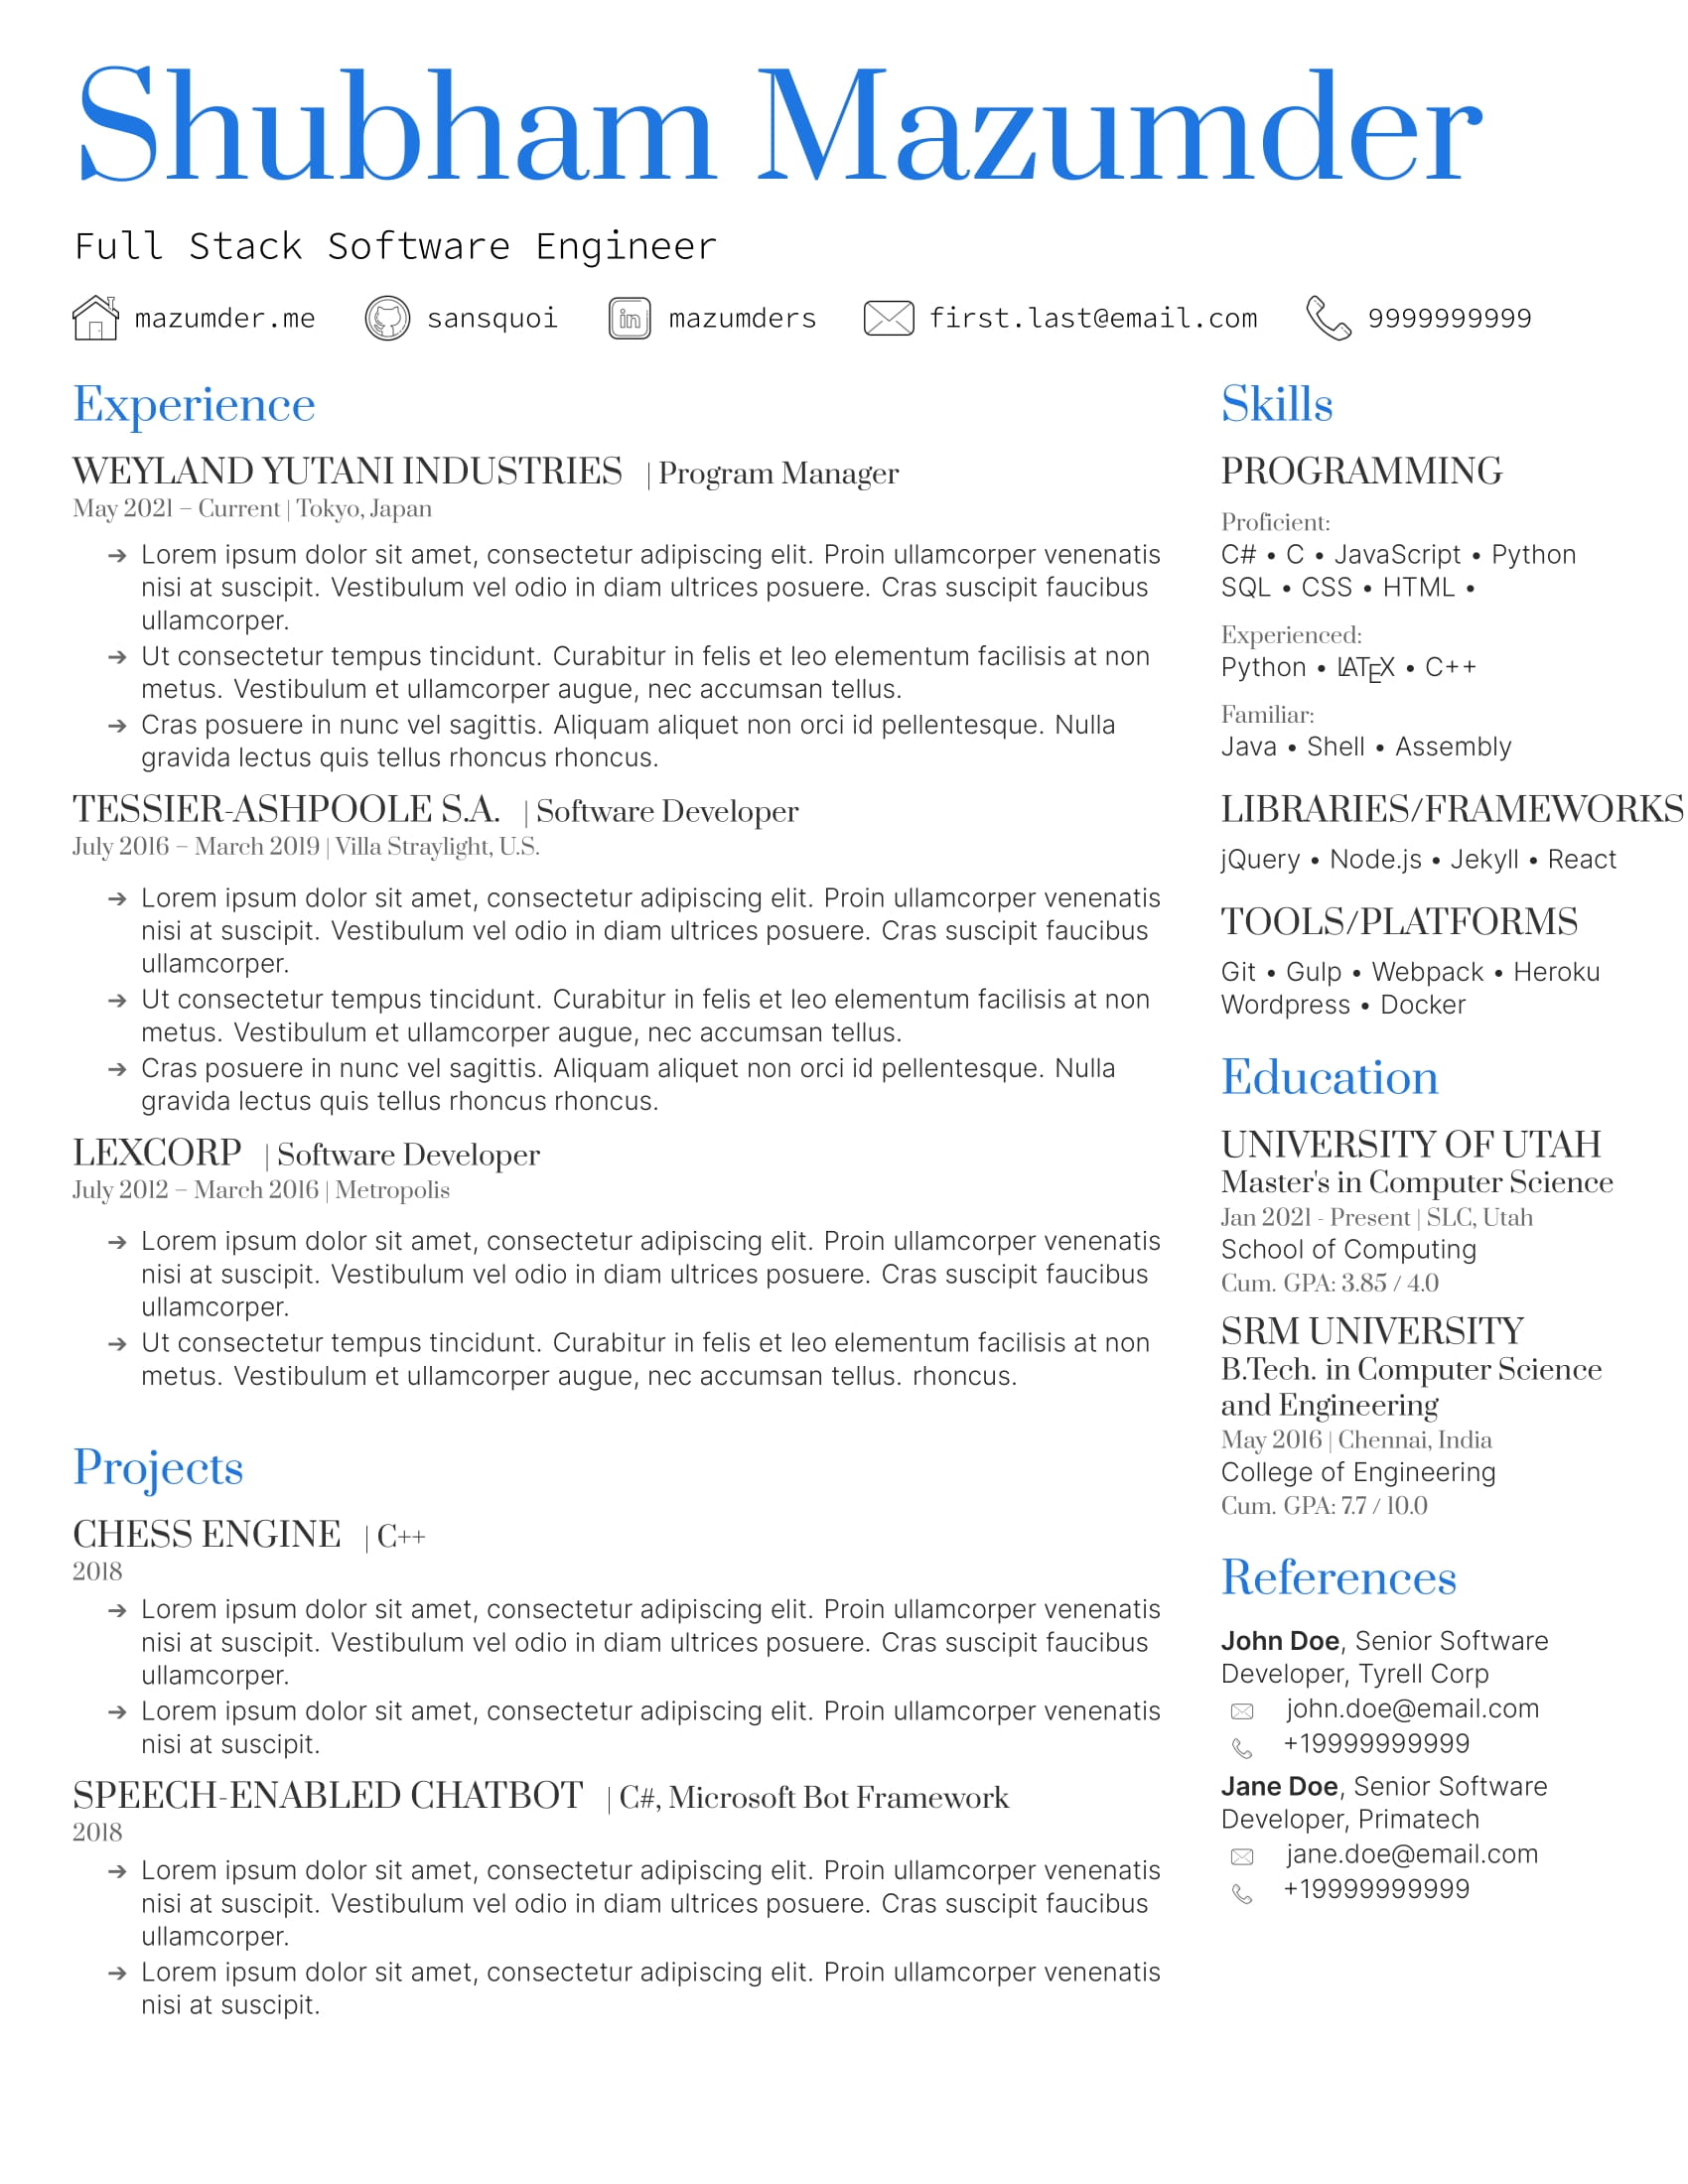 Shubham Mazumder
Full Stack Software Engineer
mazumder.me sansquoi mazumders first.last@email.com 9999999999
Experience
WEYLAND YUTANI INDUSTRIES | Program Manager
May 2021 – Current | Tokyo, Japan
➔ Lorem ipsum dolor sit amet, consectetur adipiscing elit. Proin ullamcorper venenatis
nisi at suscipit. Vestibulum vel odio in diam ultrices posuere. Cras suscipit faucibus
ullamcorper.
➔ Ut consectetur tempus tincidunt. Curabitur in felis et leo elementum facilisis at non
metus. Vestibulum et ullamcorper augue, nec accumsan tellus.
➔ Cras posuere in nunc vel sagittis. Aliquam aliquet non orci id pellentesque. Nulla
gravida lectus quis tellus rhoncus rhoncus.
TESSIER-ASHPOOLE S.A. | Software Developer
July 2016 – March 2019 | Villa Straylight, U.S.
➔ Lorem ipsum dolor sit amet, consectetur adipiscing elit. Proin ullamcorper venenatis
nisi at suscipit. Vestibulum vel odio in diam ultrices posuere. Cras suscipit faucibus
ullamcorper.
➔ Ut consectetur tempus tincidunt. Curabitur in felis et leo elementum facilisis at non
metus. Vestibulum et ullamcorper augue, nec accumsan tellus.
➔ Cras posuere in nunc vel sagittis. Aliquam aliquet non orci id pellentesque. Nulla
gravida lectus quis tellus rhoncus rhoncus.
LEXCORP | Software Developer
July 2012 – March 2016 | Metropolis
➔ Lorem ipsum dolor sit amet, consectetur adipiscing elit. Proin ullamcorper venenatis
nisi at suscipit. Vestibulum vel odio in diam ultrices posuere. Cras suscipit faucibus
ullamcorper.
➔ Ut consectetur tempus tincidunt. Curabitur in felis et leo elementum facilisis at non
metus. Vestibulum et ullamcorper augue, nec accumsan tellus. rhoncus.
Projects
CHESS ENGINE | C++
2018
➔ Lorem ipsum dolor sit amet, consectetur adipiscing elit. Proin ullamcorper venenatis
nisi at suscipit. Vestibulum vel odio in diam ultrices posuere. Cras suscipit faucibus
ullamcorper.
➔ Lorem ipsum dolor sit amet, consectetur adipiscing elit. Proin ullamcorper venenatis
nisi at suscipit.
SPEECH-ENABLED CHATBOT | C#, Microsoft Bot Framework
2018
➔ Lorem ipsum dolor sit amet, consectetur adipiscing elit. Proin ullamcorper venenatis
nisi at suscipit. Vestibulum vel odio in diam ultrices posuere. Cras suscipit faucibus
ullamcorper.
➔ Lorem ipsum dolor sit amet, consectetur adipiscing elit. Proin ullamcorper venenatis
nisi at suscipit.
Skills
PROGRAMMING
Proficient:
C# • C • JavaScript • Python
SQL • CSS • HTML •
Experienced:
Python • LATEX • C++
Familiar:
Java • Shell • Assembly
LIBRARIES/FRAMEWORKS
jQuery • Node.js • Jekyll • React
TOOLS/PLATFORMS
Git • Gulp • Webpack • Heroku
Wordpress • Docker
Education
UNIVERSITY OF UTAH
Master's in Computer Science
Jan 2021 - Present | SLC, Utah
School of Computing
Cum. GPA: 3.85 / 4.0
SRM UNIVERSITY
B.Tech. in Computer Science
and Engineering
May 2016 | Chennai, India
College of Engineering
Cum. GPA: 7.7 / 10.0
References
John Doe, Senior Software
Developer, Tyrell Corp
john.doe@email.com
+19999999999
Jane Doe, Senior Software
Developer, Primatech
jane.doe@email.com
+19999999999